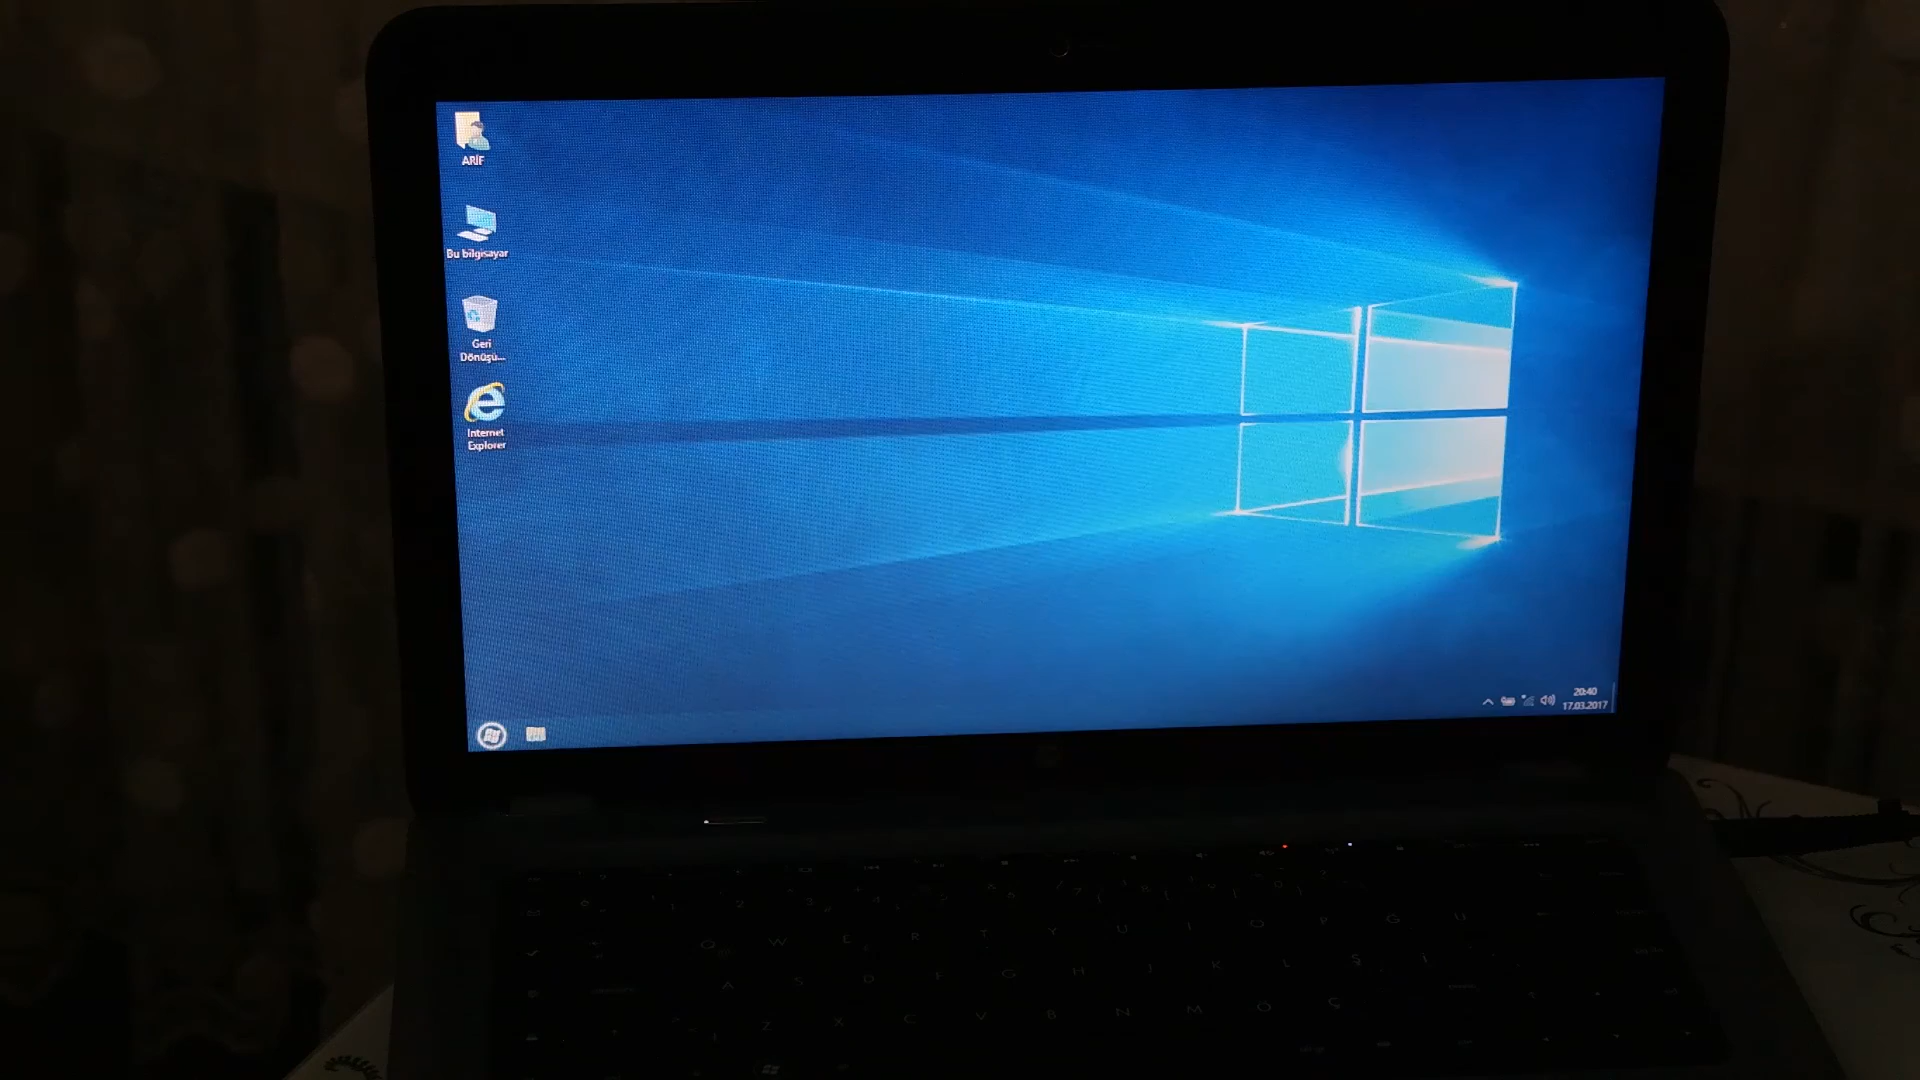 ARİF
Bu bilgisayar
Geri
Dönüşü...
Internet
Explorer
20:40
17.03.2017
Q W E R T Y U I O P Ğ Ü
A S D F G H J K L Ş İ
Z X C V B N M Ö Ç